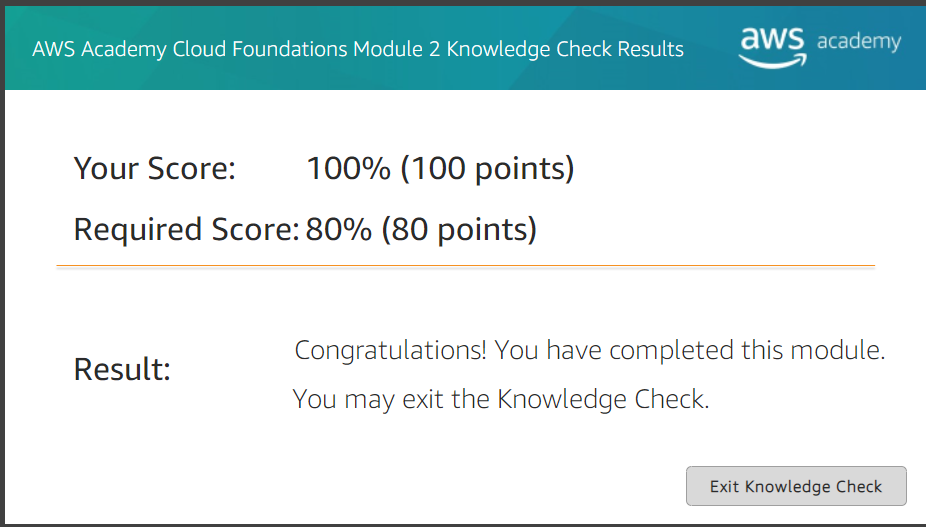 AWS Academy Cloud Foundations Module 2 Knowledge Check Results
aws academy
Your Score: 100% (100 points)
Required Score: 80% (80 points)
Result:
Congratulations! You have completed this module.
You may exit the Knowledge Check.
Exit Knowledge Check